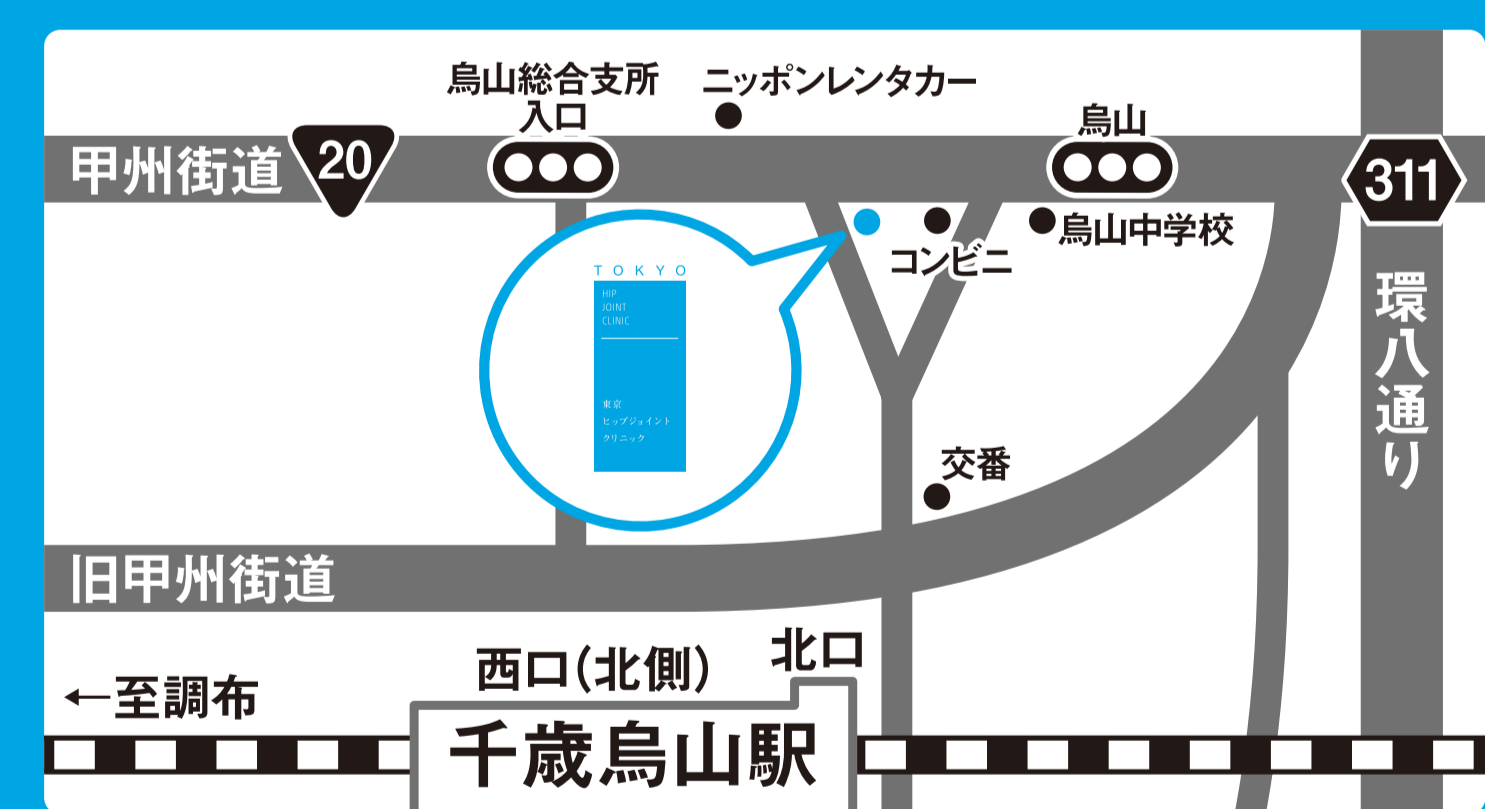 烏山総合支所
入口
ニッポンレンタカー
烏山
甲州街道
20
311
烏山中学校
コンビニ
TOKYO
HIP
JOINT
CLINIC
東京
ヒップジョイント
クリニック
環八通り
交番
旧甲州街道
西口(北側)
北口
←至調布
千歳烏山駅